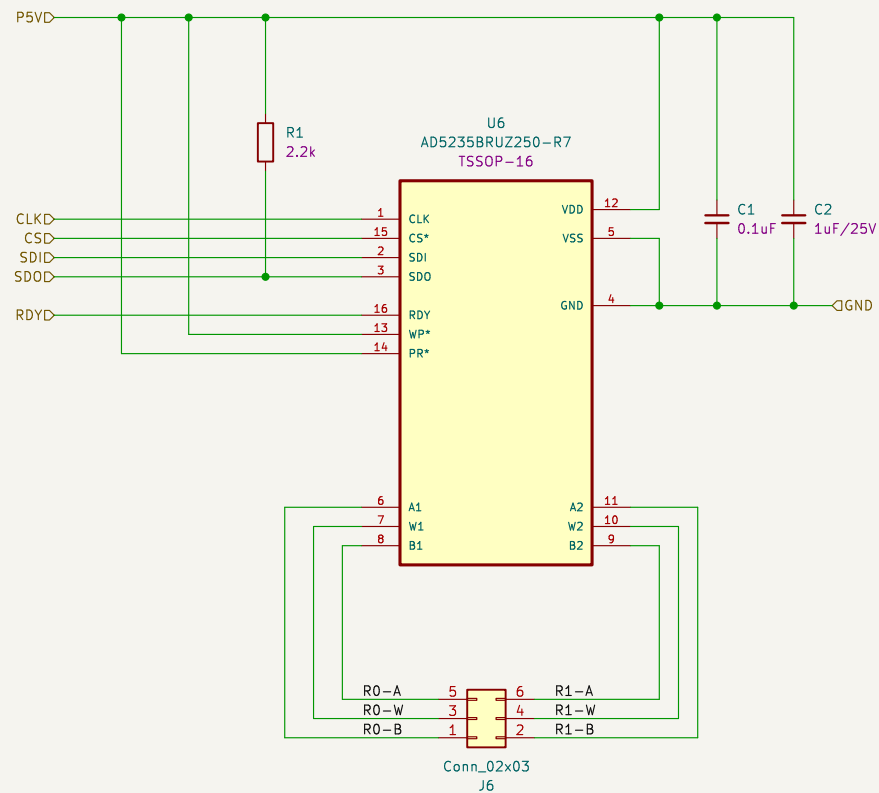 P5V
R1
2.2k
U6
AD5235BRUZ250-R7
TSSOP-16
CLK 1 CLK
CS 15 CS*
SDI 2 SDI
SDO 3 SDO
RDY 16 RDY
13 WP*
14 PR*
VDD 12
VSS 5
GND 4 GND
C1
0.1uF
C2
1uF/25V
6 A1
7 W1
8 B1
A2 11
W2 10
B2 9
R0-A 5 6 R1-A
R0-W 3 4 R1-W
R0-B 1 2 R1-B
Conn_02x03
J6